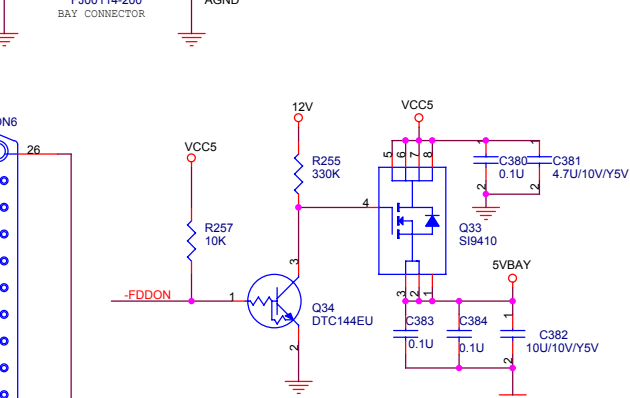 BAY CONNECTOR
AGND
26
12V
VCC5
VCC5
5 6 7 8
R255
330K
C380
0.1U
1
2
C381
4.7U/10V/Y5V
1
2
4
R257
10K
Q33
SI9410
5VBAY
3
3 2 1
-FDDON
1
Q34
DTC144EU
2
C383
0.1U
C384
0.1U
1
2
C382
10U/10V/Y5V